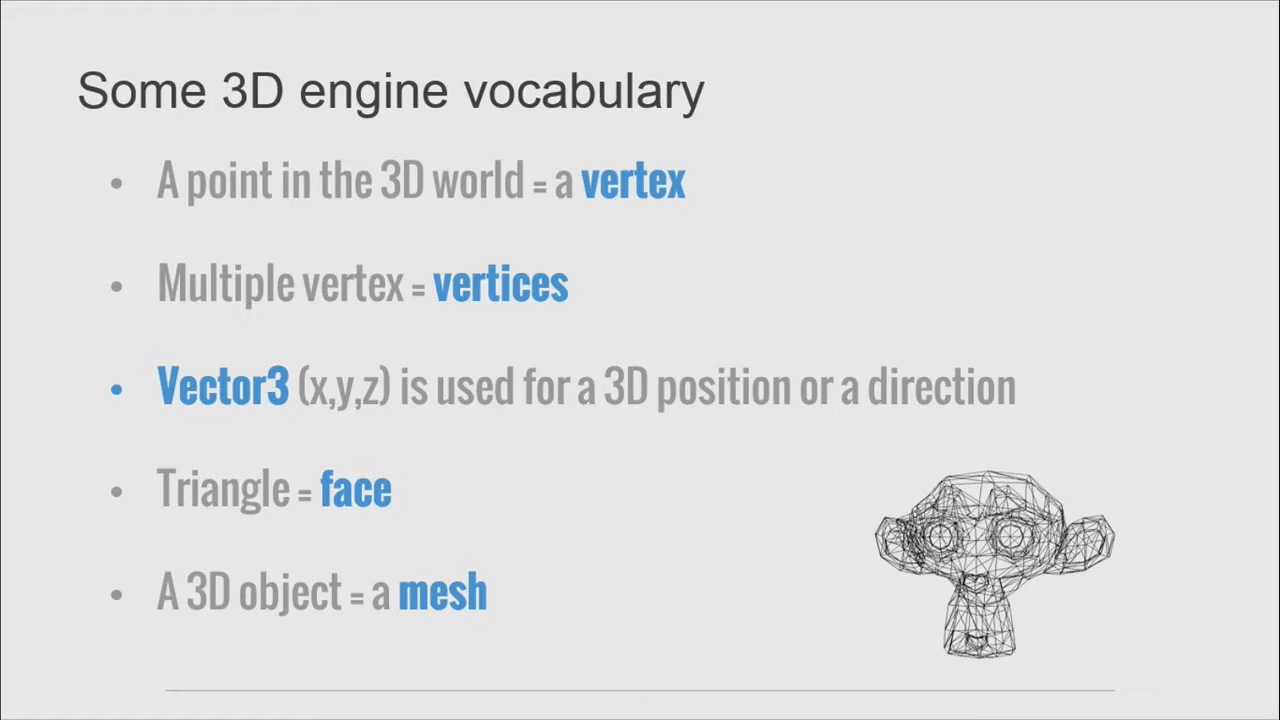 Some 3D engine vocabulary
• A point in the 3D world = a vertex
• Multiple vertex = vertices
• Vector3 (x,y,z) is used for a 3D position or a direction
• Triangle = face
• A 3D object = a mesh